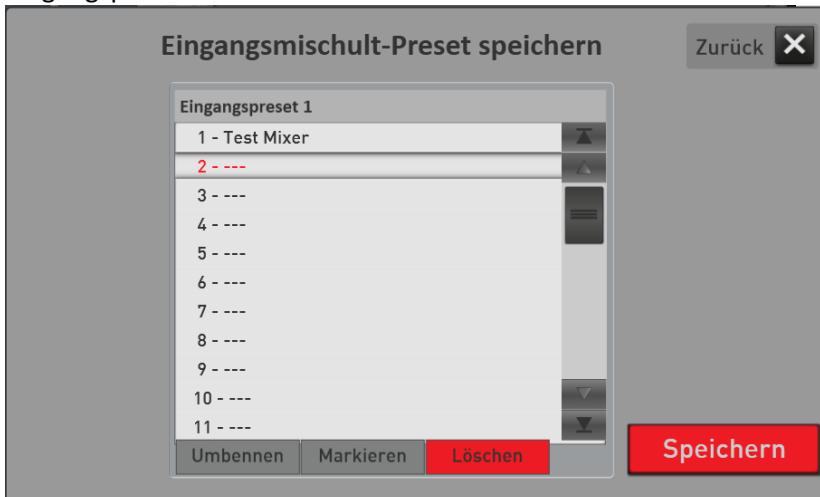 Eingangsmischult-Preset speichern
Zurück
Eingangspreset 1
1 - Test Mixer
2 - ---
3 - ---
4 - ---
5 - ---
6 - ---
7 - ---
8 - ---
9 - ---
10 - ---
11 - ---
Umbennen Markieren Löschen
Speichern